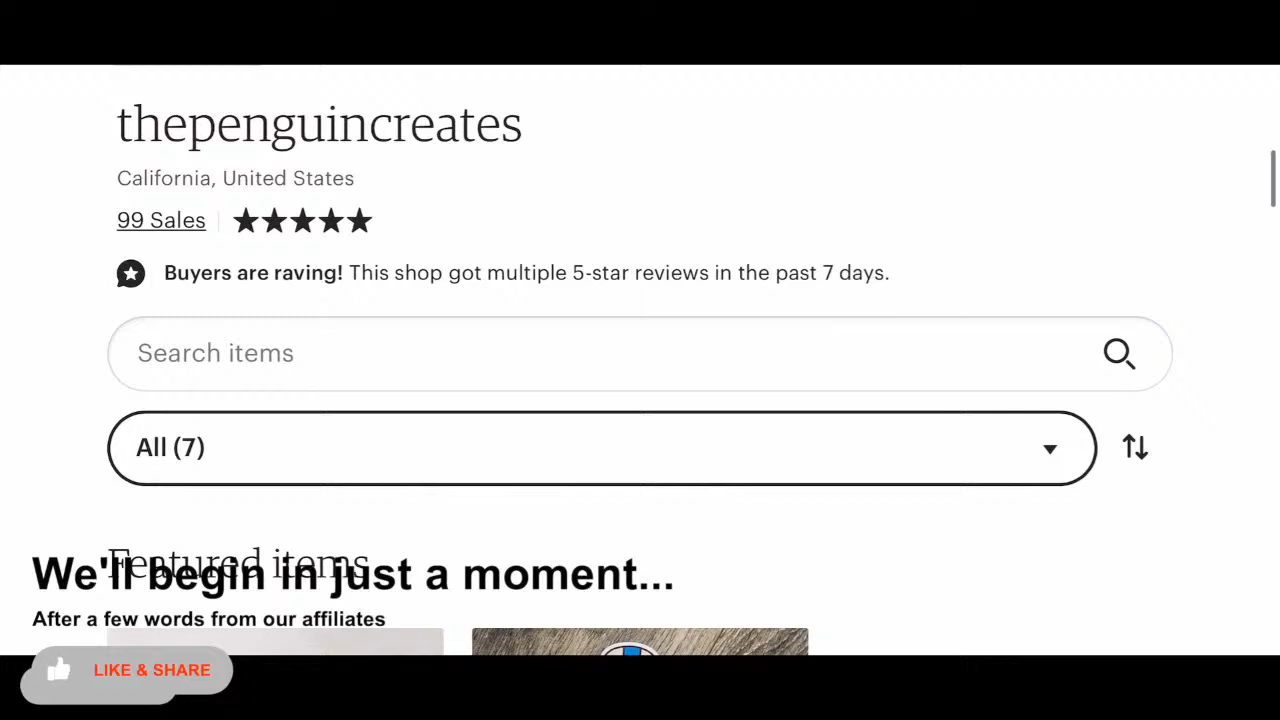 thepenguincreates
California, United States
99 Sales
Buyers are raving! This shop got multiple 5-star reviews in the past 7 days.
Search items
All (7)
Featured items
We'll begin in just a moment...
After a few words from our affiliates
LIKE & SHARE